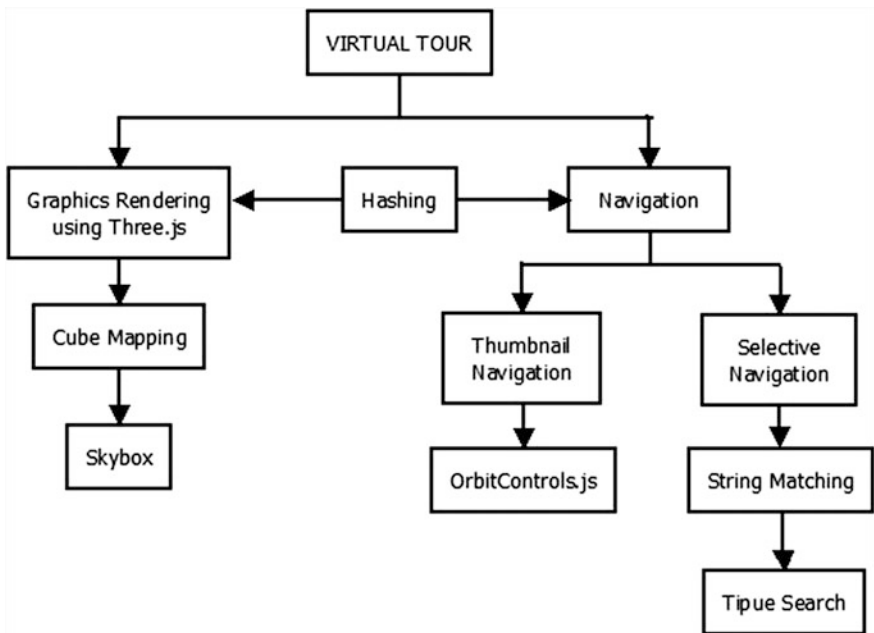 VIRTUAL TOUR
Graphics Rendering
using Three.js
Hashing
Navigation
Cube Mapping
Thumbnail
Navigation
Selective
Navigation
Skybox
OrbitControls.js
String Matching
Tipue Search